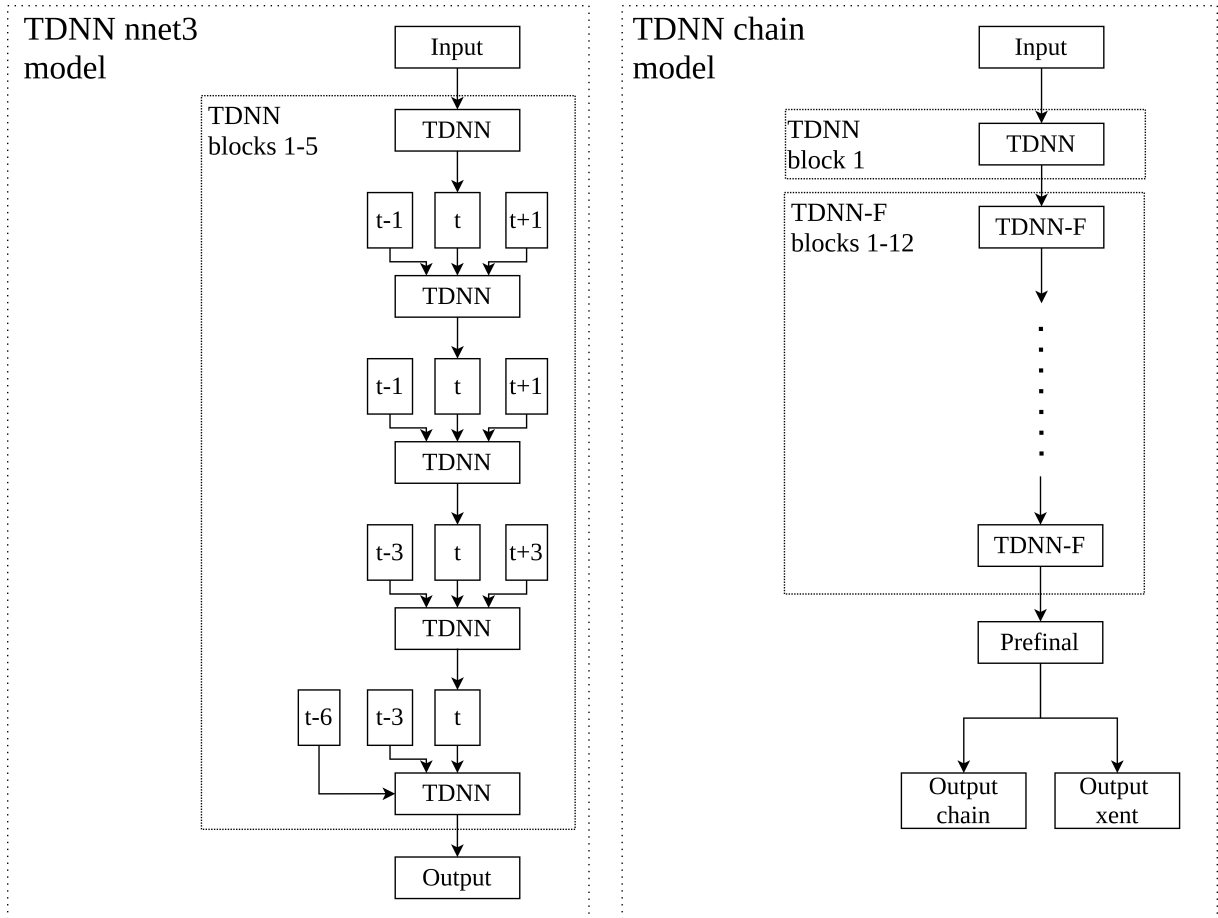 TDNN nnet3
model
Input
TDNN
blocks 1-5
TDNN
t-1
t
t+1
TDNN
t-1
t
t+1
TDNN
t-3
t
t+3
TDNN
t-6
t-3
t
TDNN
Output
TDNN chain
model
Input
TDNN
block 1
TDNN
TDNN-F
blocks 1-12
TDNN-F
TDNN-F
Prefinal
Output
chain
Output
xent